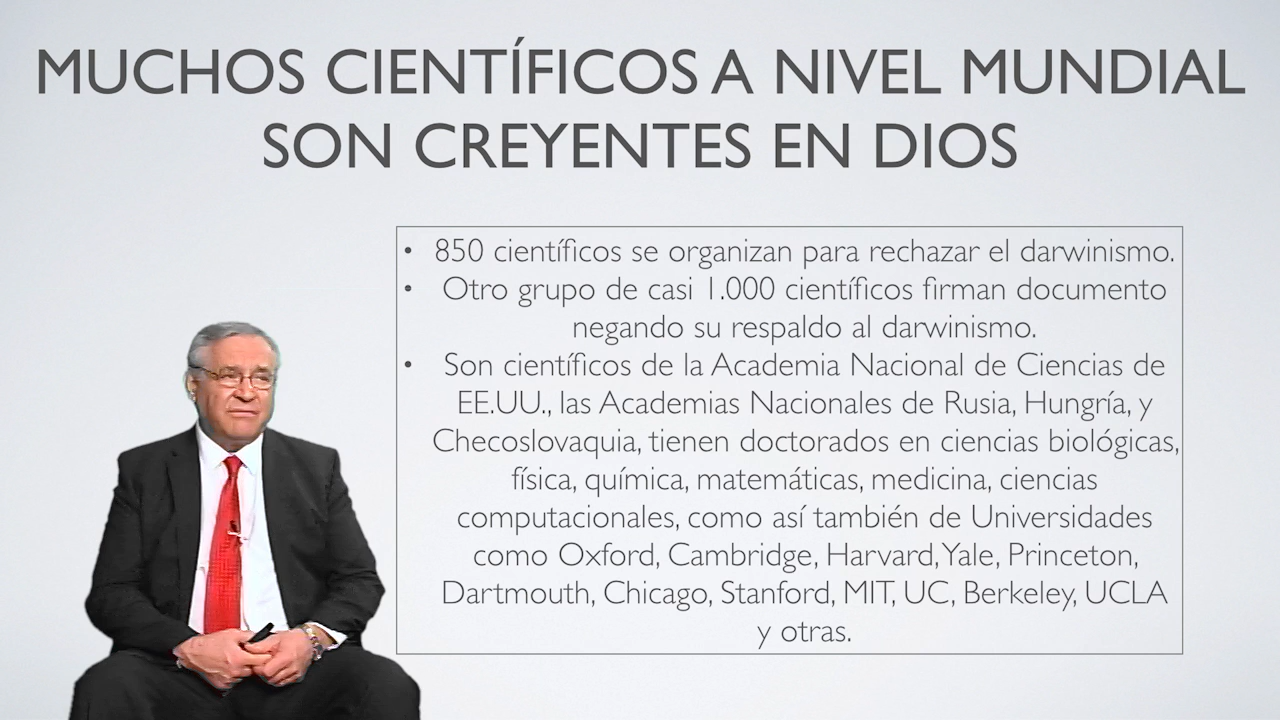 MUCHOS CIENTÍFICOS A NIVEL MUNDIAL
SON CREYENTES EN DIOS
• 850 científicos se organizan para rechazar el darwinismo.
• Otro grupo de casi 1.000 científicos firman documento
negando su respaldo al darwinismo.
• Son científicos de la Academia Nacional de Ciencias de
EE.UU., las Academias Nacionales de Rusia, Hungría, y
Checoslovaquia, tienen doctorados en ciencias biológicas,
física, química, matemáticas, medicina, ciencias
computacionales, como así también de Universidades
como Oxford, Cambridge, Harvard, Yale, Princeton,
Dartmouth, Chicago, Stanford, MIT, UC, Berkeley, UCLA
y otras.